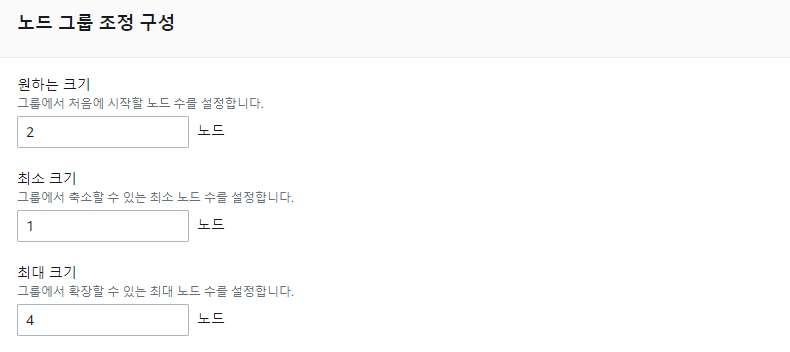 노드 그룹 조정 구성
원하는 크기
그룹에서 처음에 시작할 노드 수를 설정합니다.
2 노드
최소 크기
그룹에서 축소할 수 있는 최소 노드 수를 설정합니다.
1 노드
최대 크기
그룹에서 확장할 수 있는 최대 노드 수를 설정합니다.
4 노드